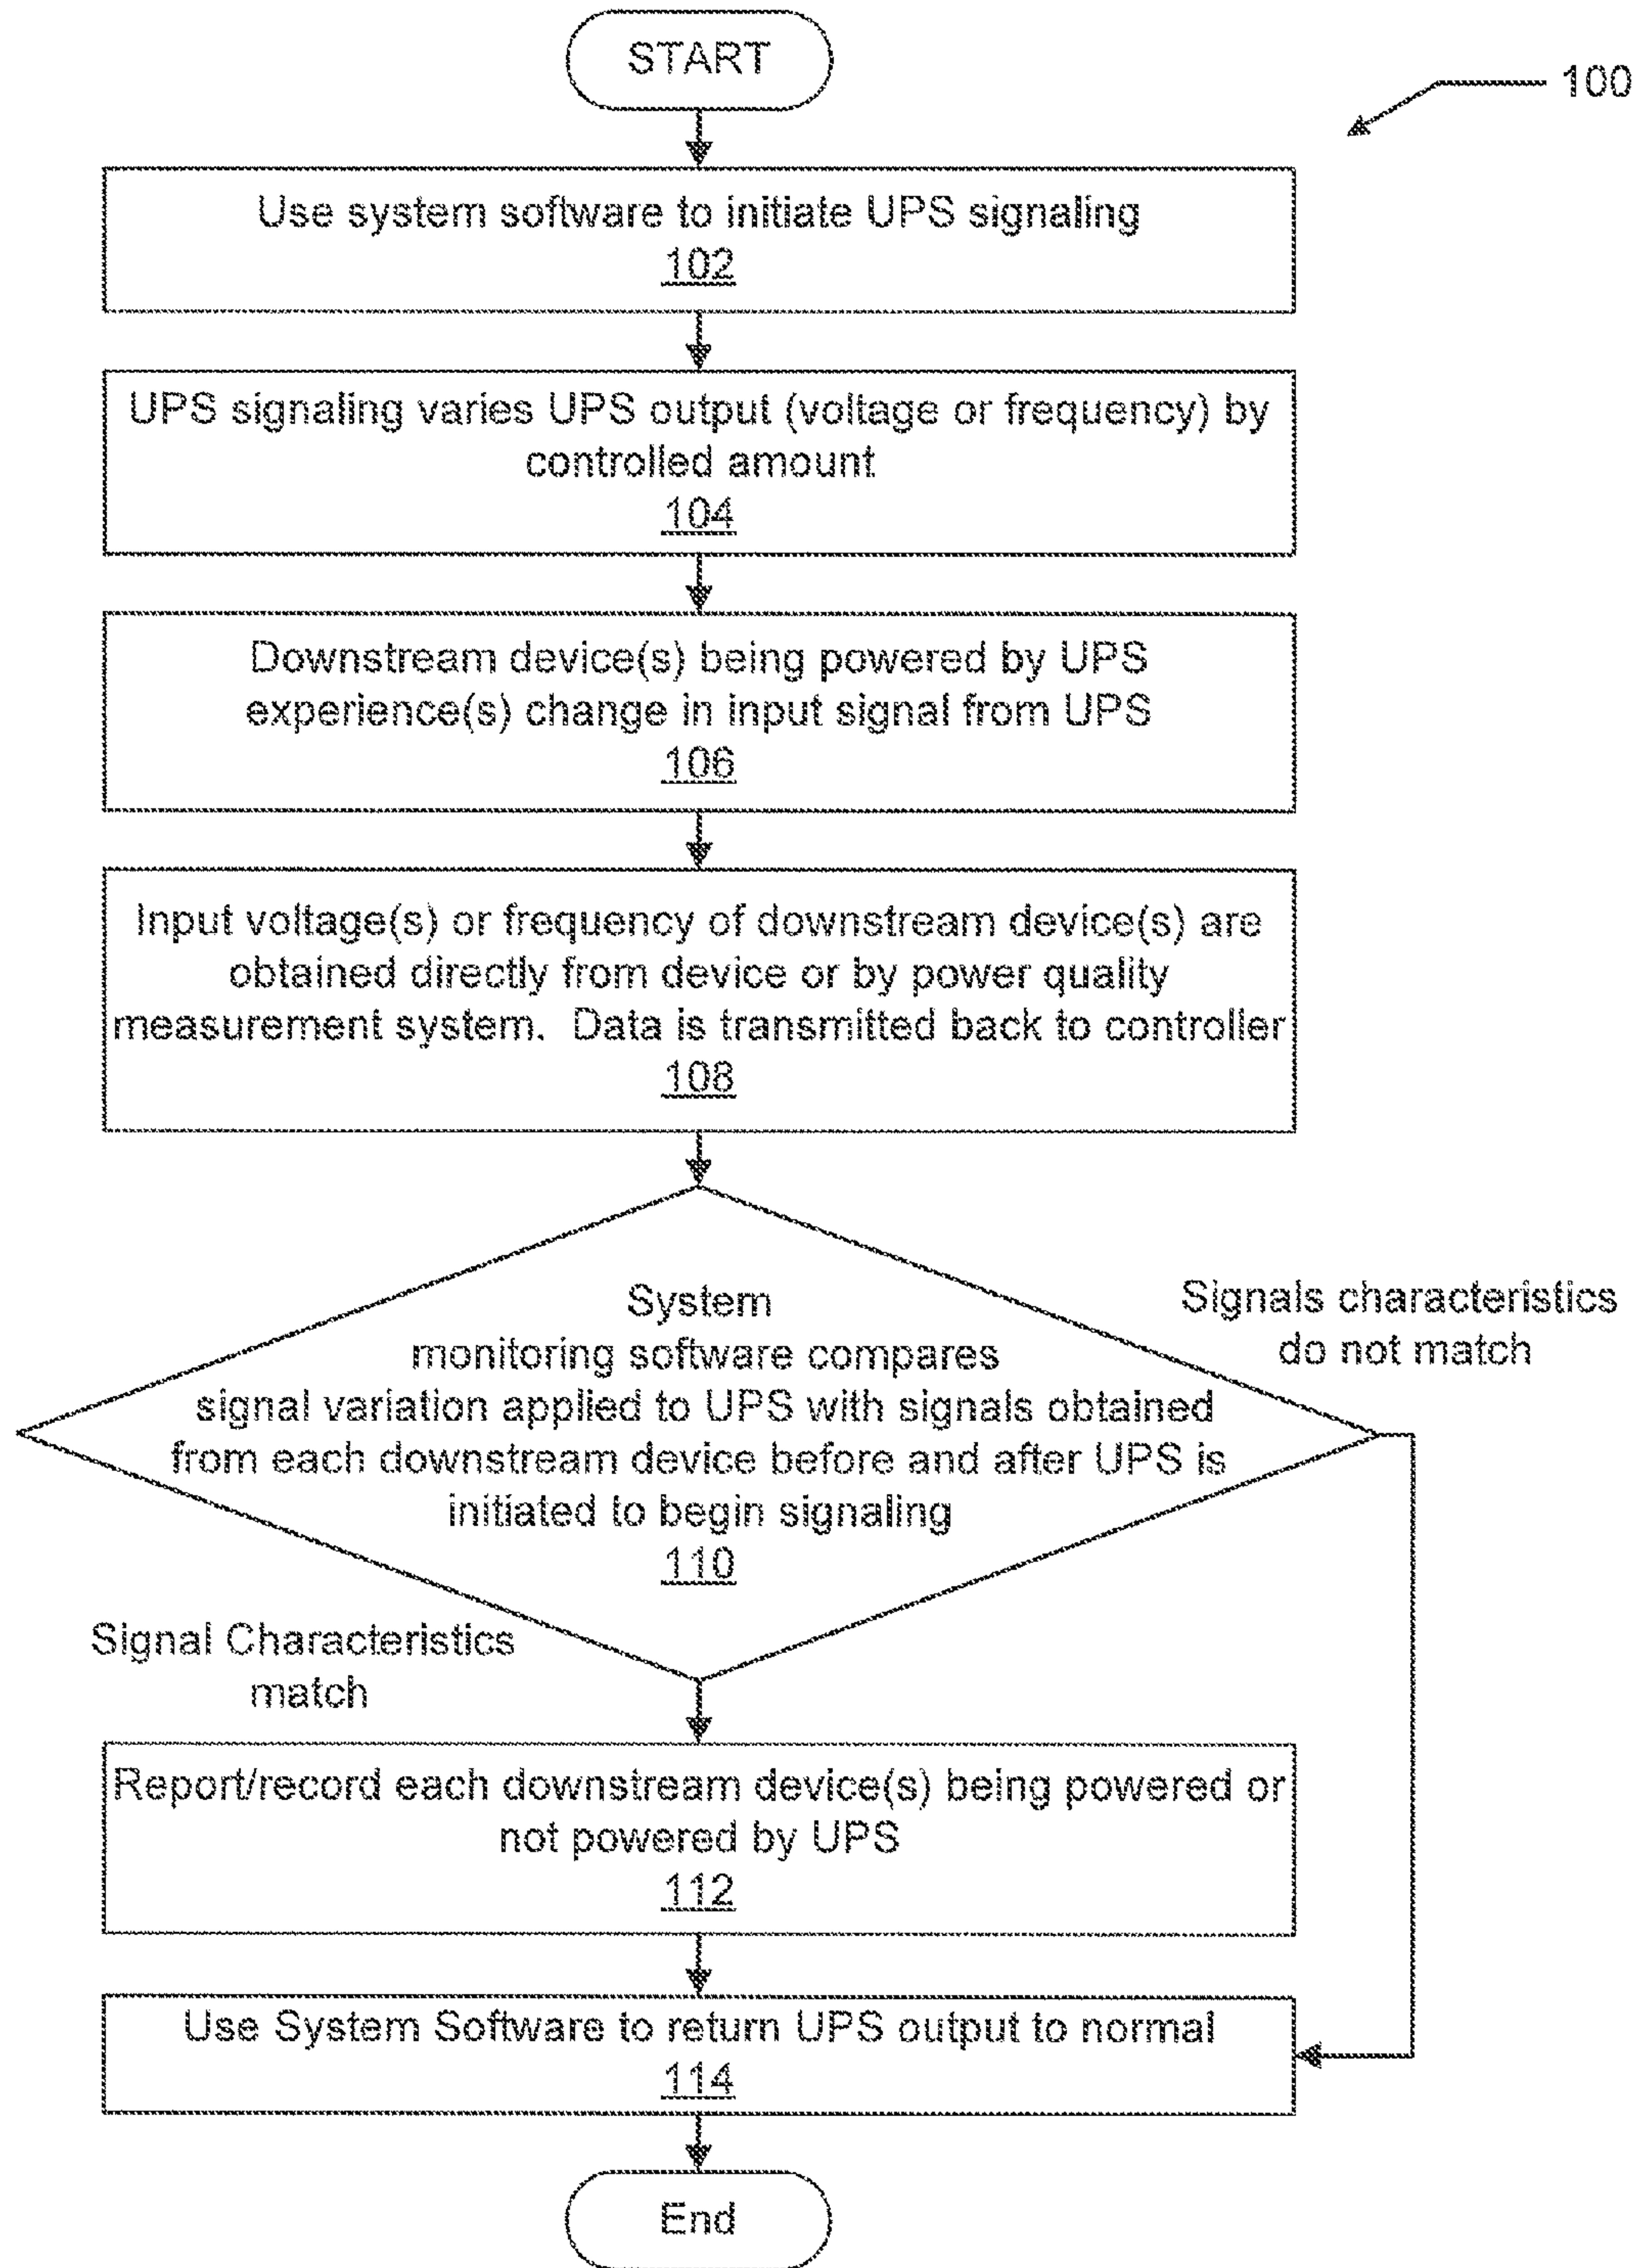 START
100
Use system software to initiate UPS signaling
102
UPS signaling varies UPS output (voltage or frequency) by
controlled amount
104
Downstream device(s) being powered by UPS
experience(s) change in input signal from UPS
106
Input voltage(s) or frequency of downstream device(s) are
obtained directly from device or by power quality
measurement system. Data is transmitted back to controller
108
System
monitoring software compares
signal variation applied to UPS with signals obtained
from each downstream device before and after UPS is
initiated to begin signaling
110
Signals characteristics
do not match
Signal Characteristics
match
Report/record each downstream device(s) being powered or
not powered by UPS
112
Use System Software to return UPS output to normal
114
End